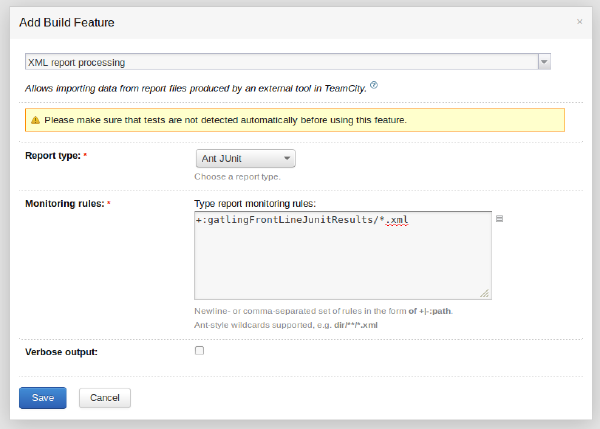 Add Build Feature
×
XML report processing
Allows importing data from report files produced by an external tool in TeamCity. ?
Please make sure that tests are not detected automatically before using this feature.
Report type: *
Ant JUnit
Choose a report type.
Monitoring rules: *
Type report monitoring rules:
+:gatlingFrontLineJunitResults/*.xml
Newline- or comma-separated set of rules in the form of +|-:path.
Ant-style wildcards supported, e.g. dir/**/*.xml
Verbose output:
Save
Cancel